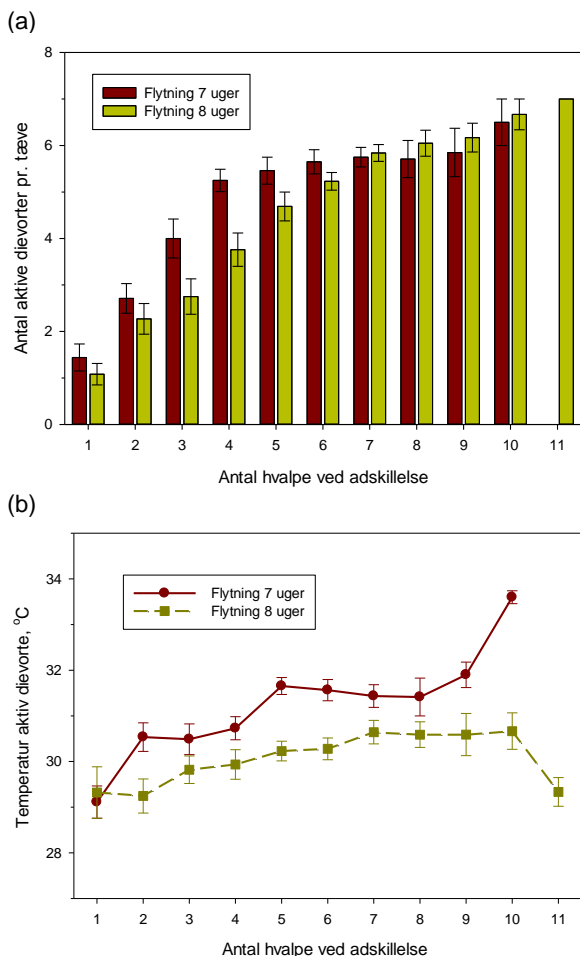 (a)
8
6
4
2
0
Antal aktive dievorter pr. tæve
Flytning 7 uger
Flytning 8 uger
1 2 3 4 5 6 7 8 9 10 11
Antal hvalpe ved adskillelse
(b)
34
32
30
28
Temperatur aktiv dievorte, °C
Flytning 7 uger
Flytning 8 uger
1 2 3 4 5 6 7 8 9 10 11
Antal hvalpe ved adskillelse